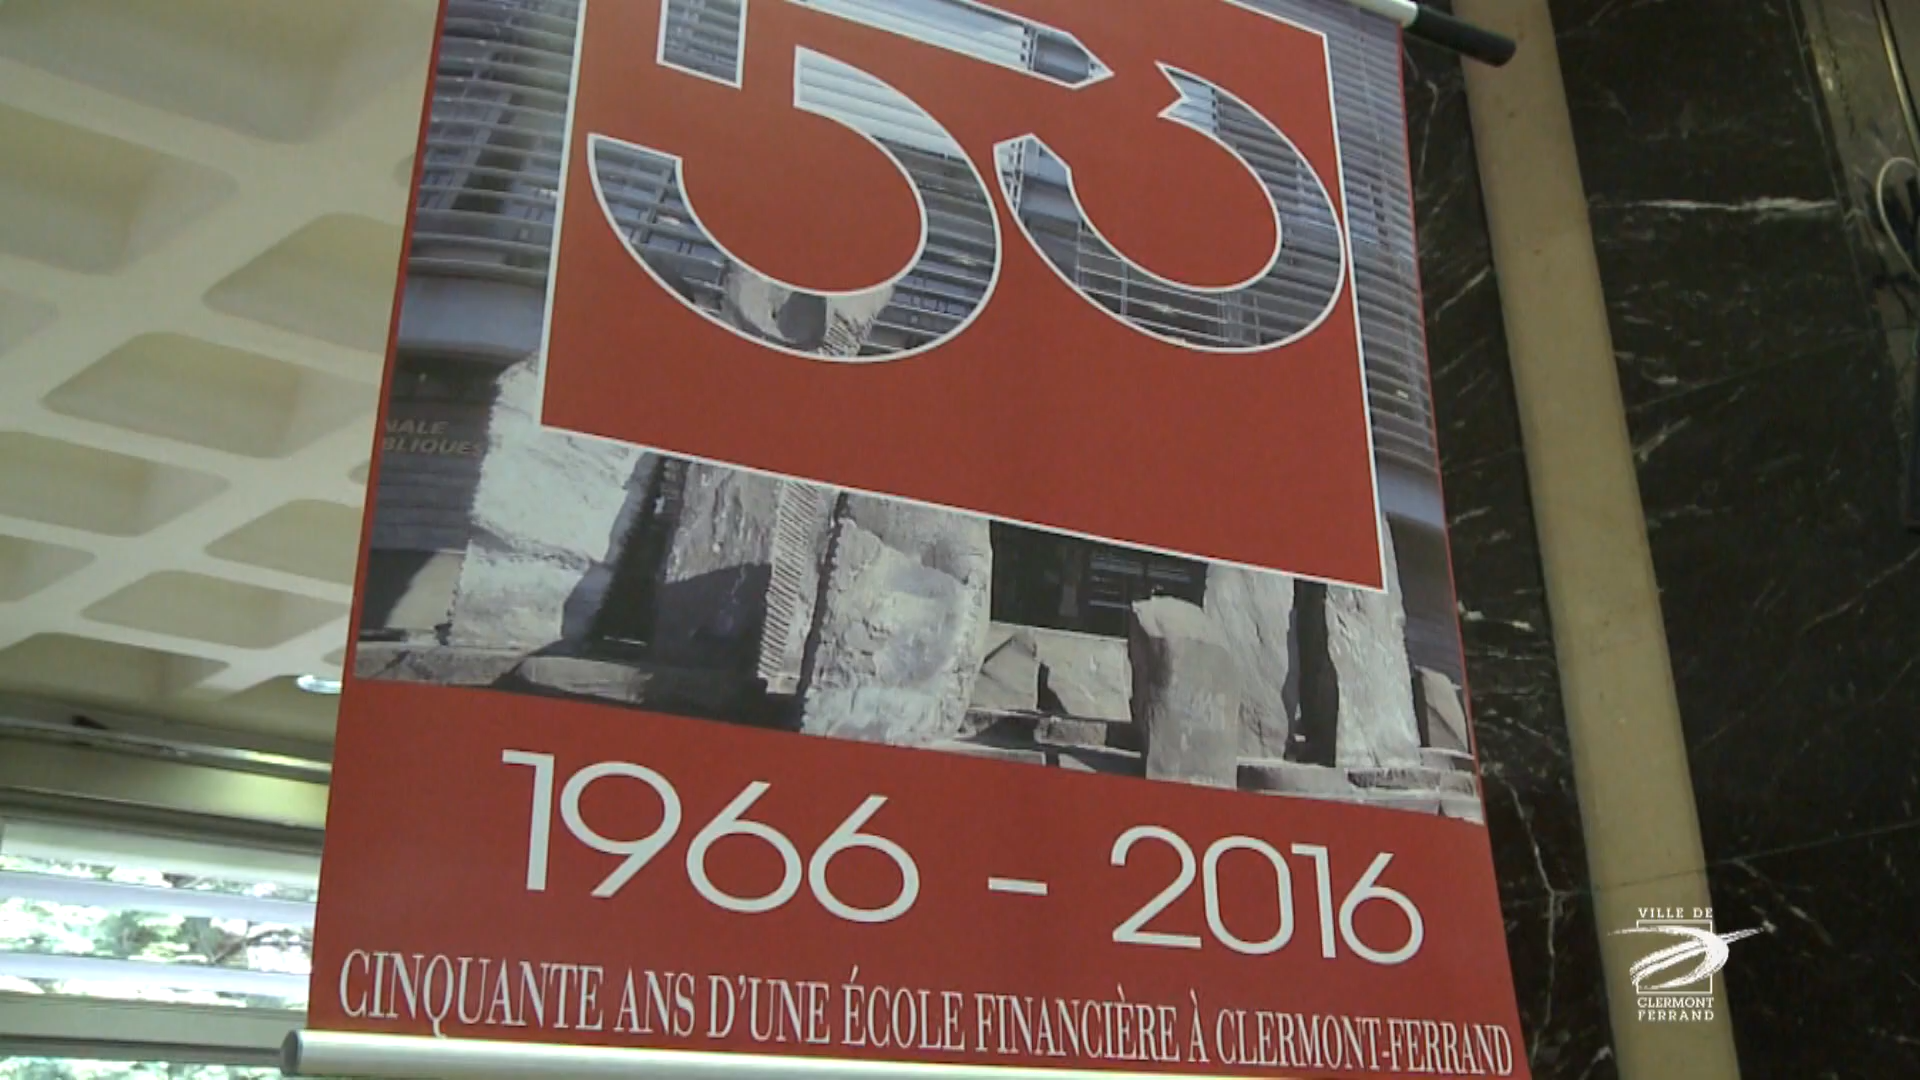 50
NALE
BLIQUES
1966 - 2016
CINQUANTE ANS D'UNE ÉCOLE FINANCIÈRE À CLERMONT-FERRAND
VILLE DE
CLERMONT
FERRAND